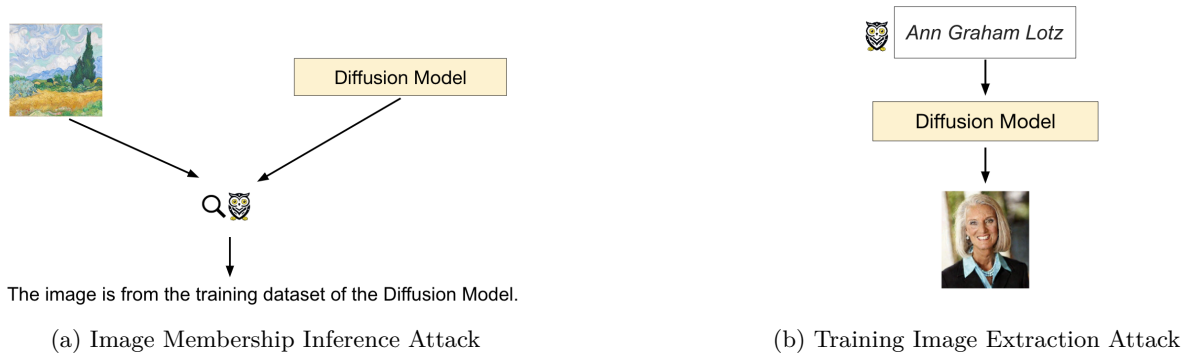 Diffusion Model
The image is from the training dataset of the Diffusion Model.
(a) Image Membership Inference Attack
Ann Graham Lotz
Diffusion Model
(b) Training Image Extraction Attack